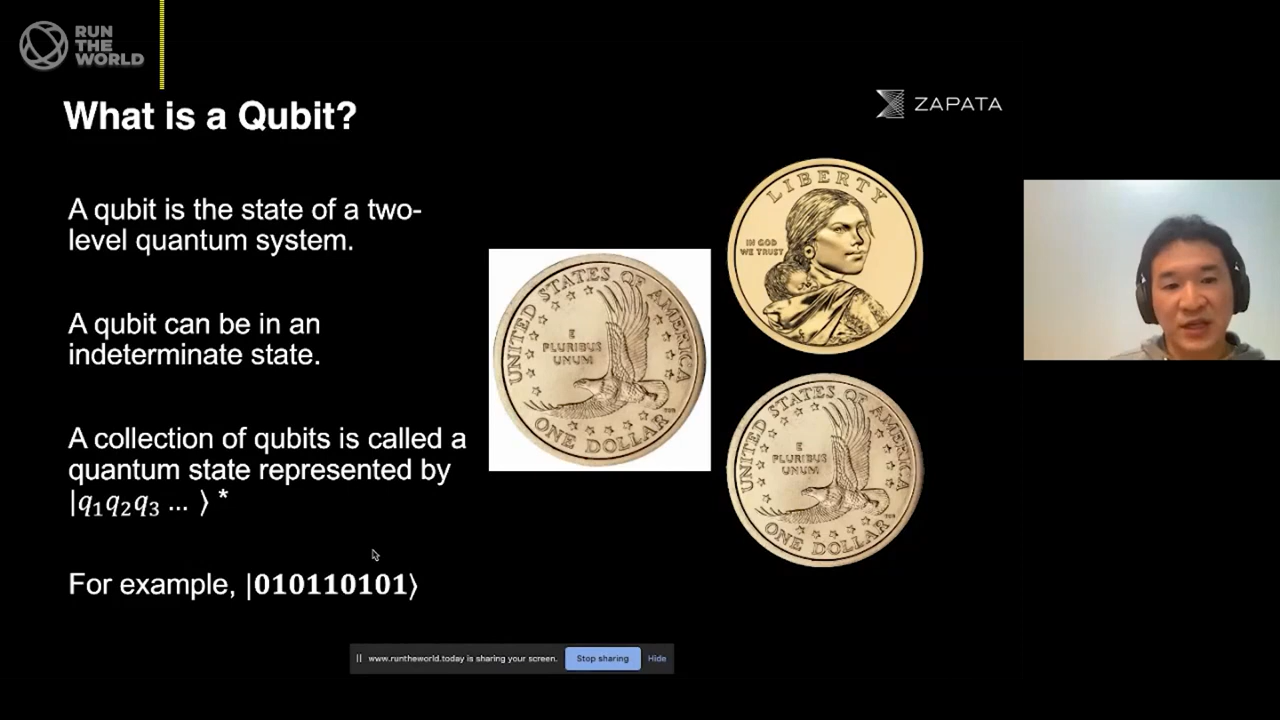 RUN
THE
WORLD
What is a Qubit?
ZAPATA
A qubit is the state of a two-
level quantum system.
A qubit can be in an
indeterminate state.
A collection of qubits is called a
quantum state represented by
|q₁q₂q₃ … ⟩ *
For example, |010110101⟩
UNITED STATES OF AMERICA
E
PLURIBUS
UNUM
ONE DOLLAR
LIBERTY
IN GOD
WE TRUST
UNITED STATES OF AMERICA
E
PLURIBUS
UNUM
ONE DOLLAR
www.runtheworld.today is sharing your screen.
Stop sharing
Hide